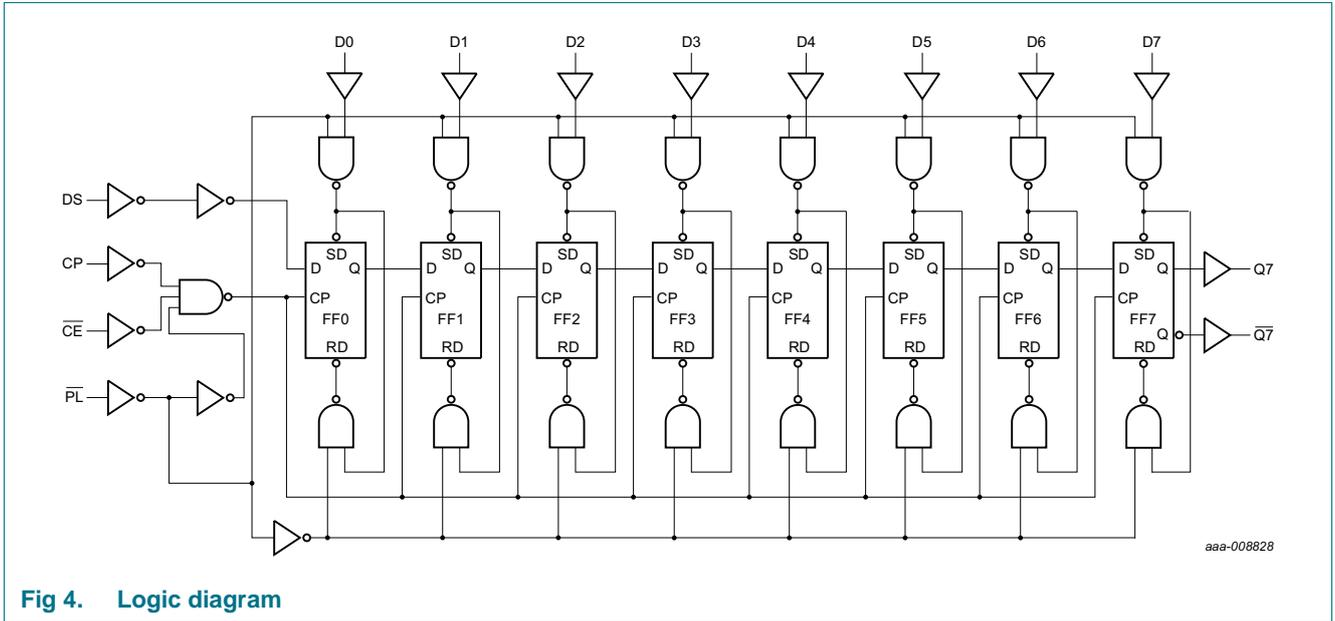 D0 D1 D2 D3 D4 D5 D6 D7
DS
CP
CE
PL
SD SD SD SD SD SD SD SD
D Q D Q D Q D Q D Q D Q D Q D Q Q7
CP CP CP CP CP CP CP CP
FF0 FF1 FF2 FF3 FF4 FF5 FF6 FF7
Q Q7
RD RD RD RD RD RD RD RD
aaa-008828
Fig 4. Logic diagram